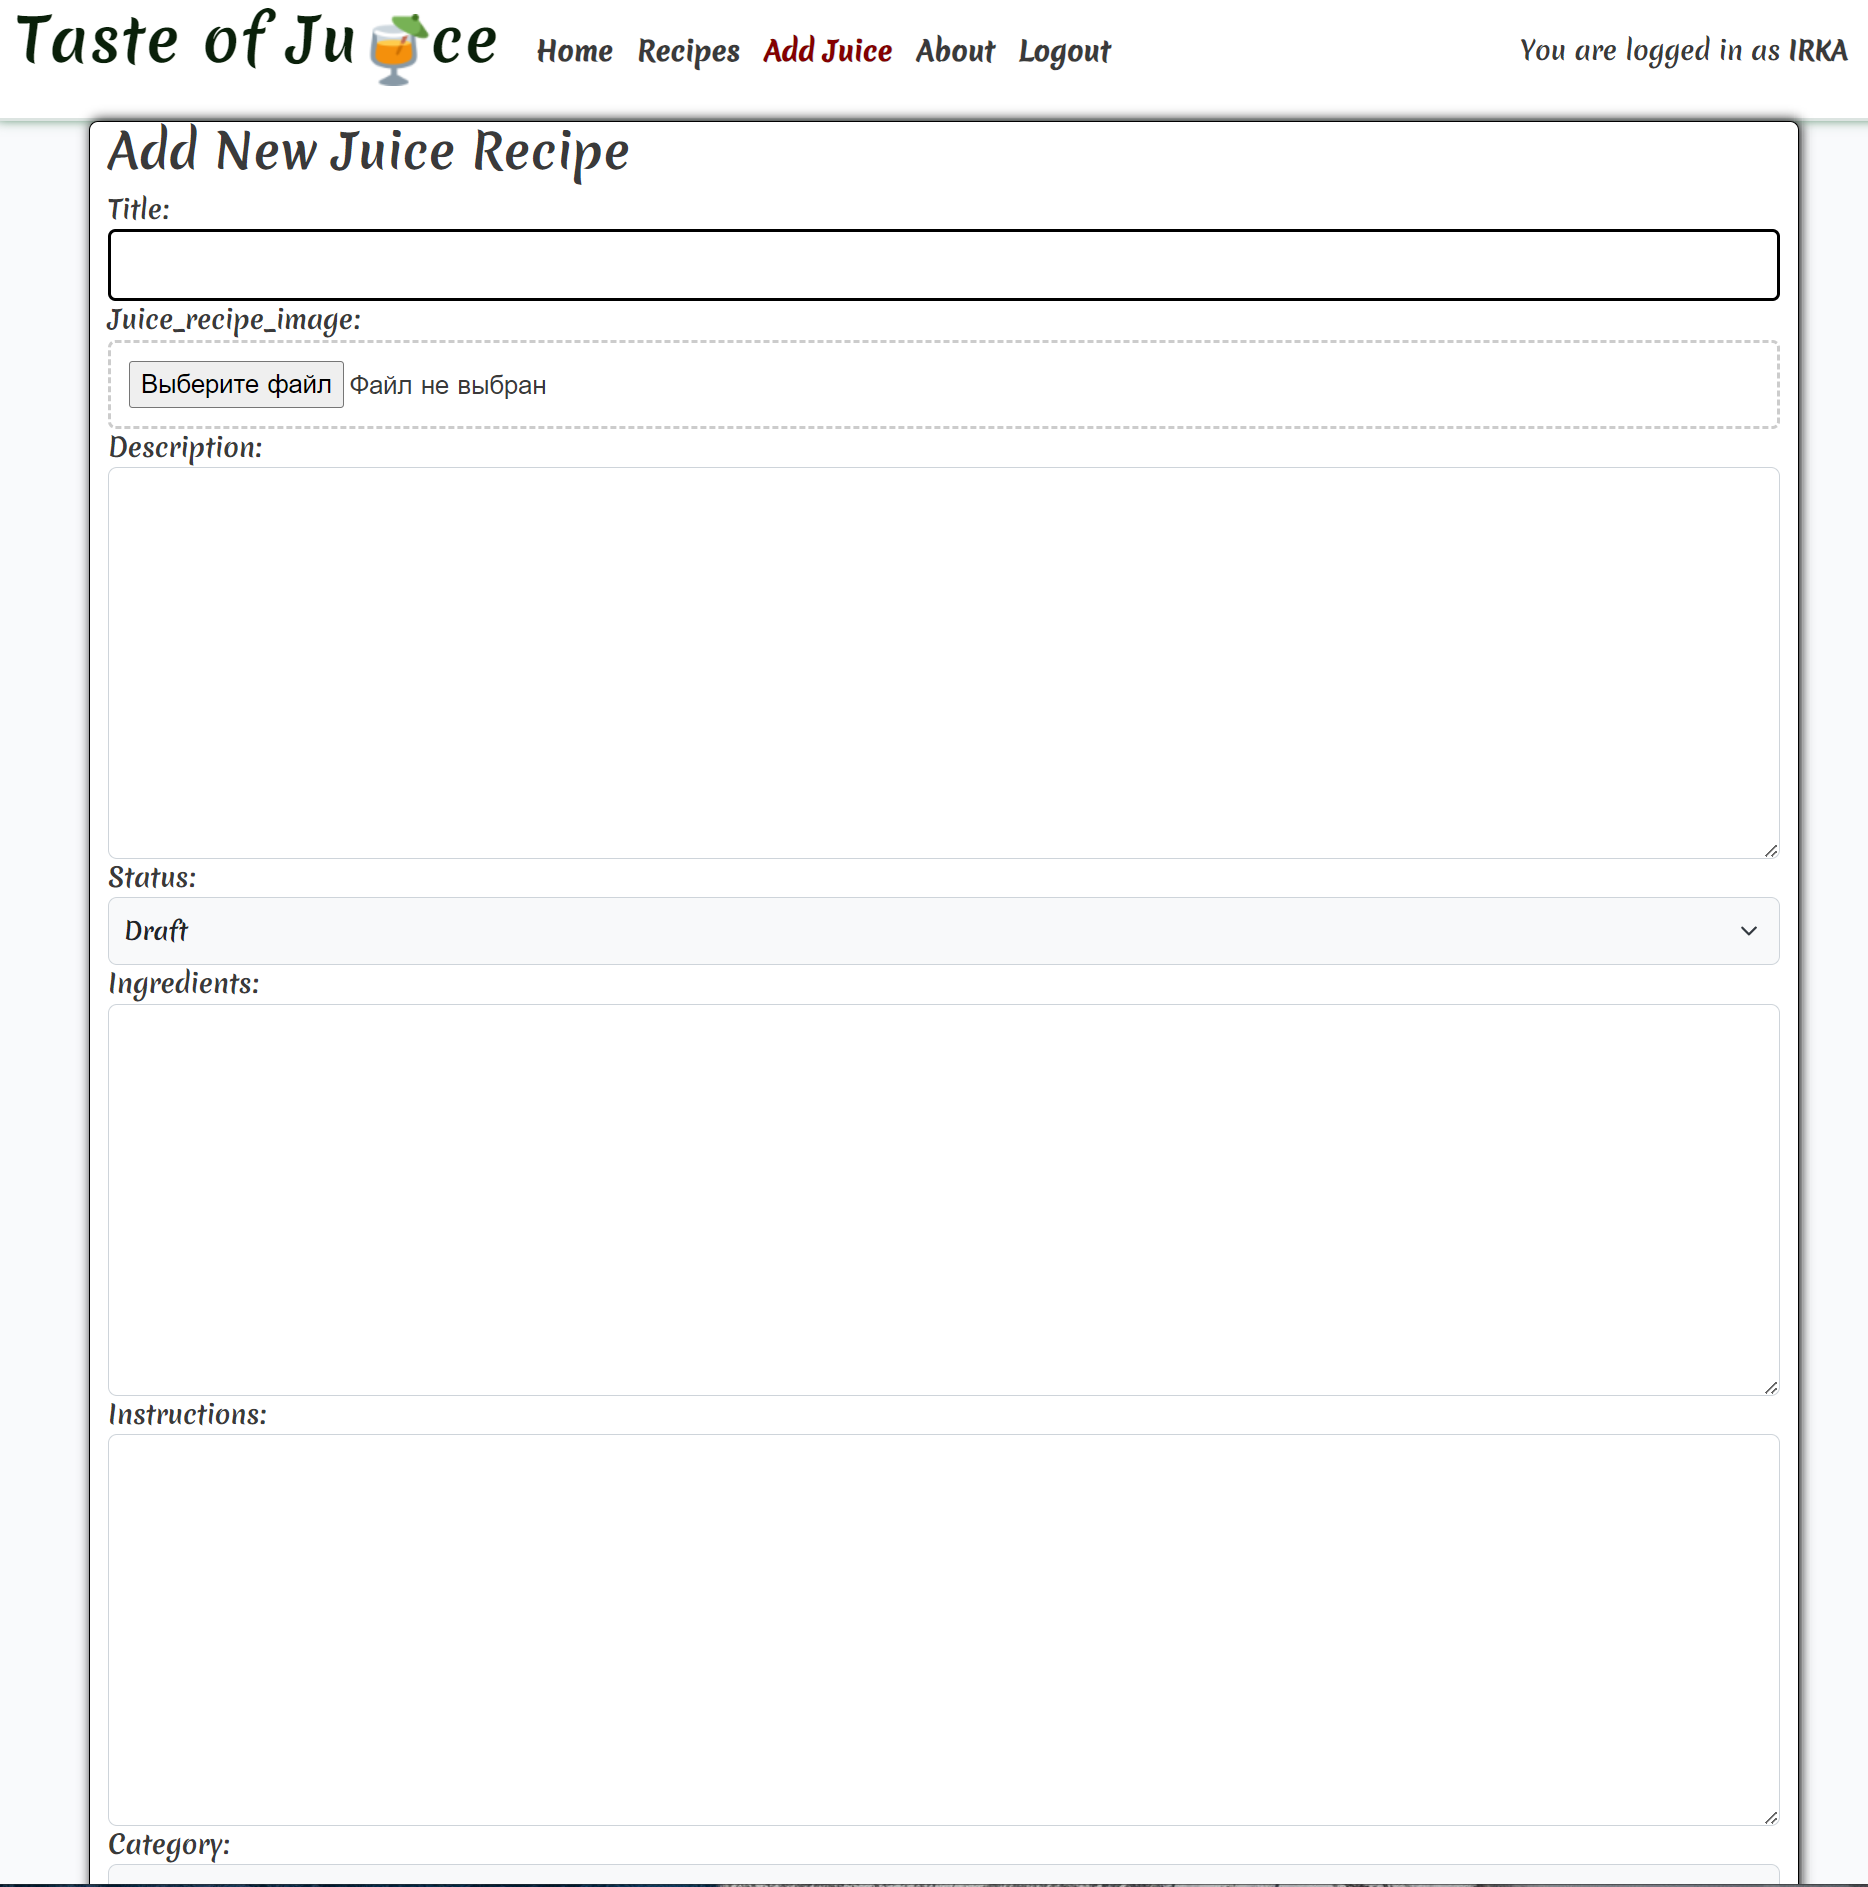 Taste of Ju🍹ce
Home Recipes Add Juice About Logout
You are logged in as IRKA
Add New Juice Recipe
Title:
Juice_recipe_image:
Выберите файл Файл не выбран
Description:
Status:
Draft
Ingredients:
Instructions:
Category: